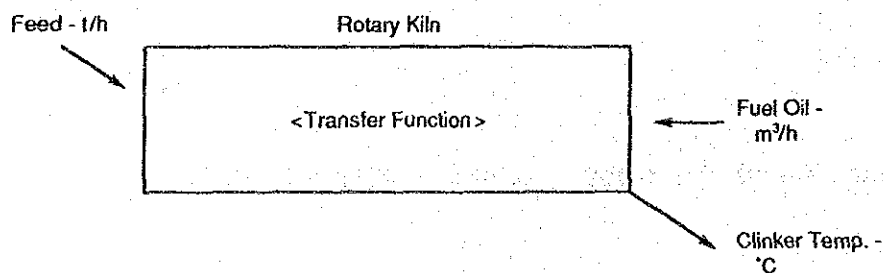 Feed - t/h
Rotary Kiln
<Transfer Function>
Fuel Oil -
m³/h
Clinker Temp. -
°C